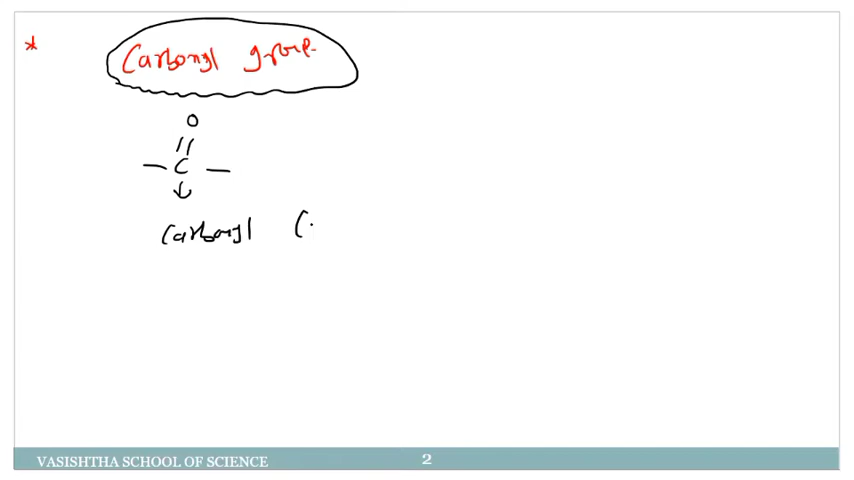 * Carbonyl group.
O
||
— C —
↓
Carbonyl (
VASISHTHA SCHOOL OF SCIENCE 2